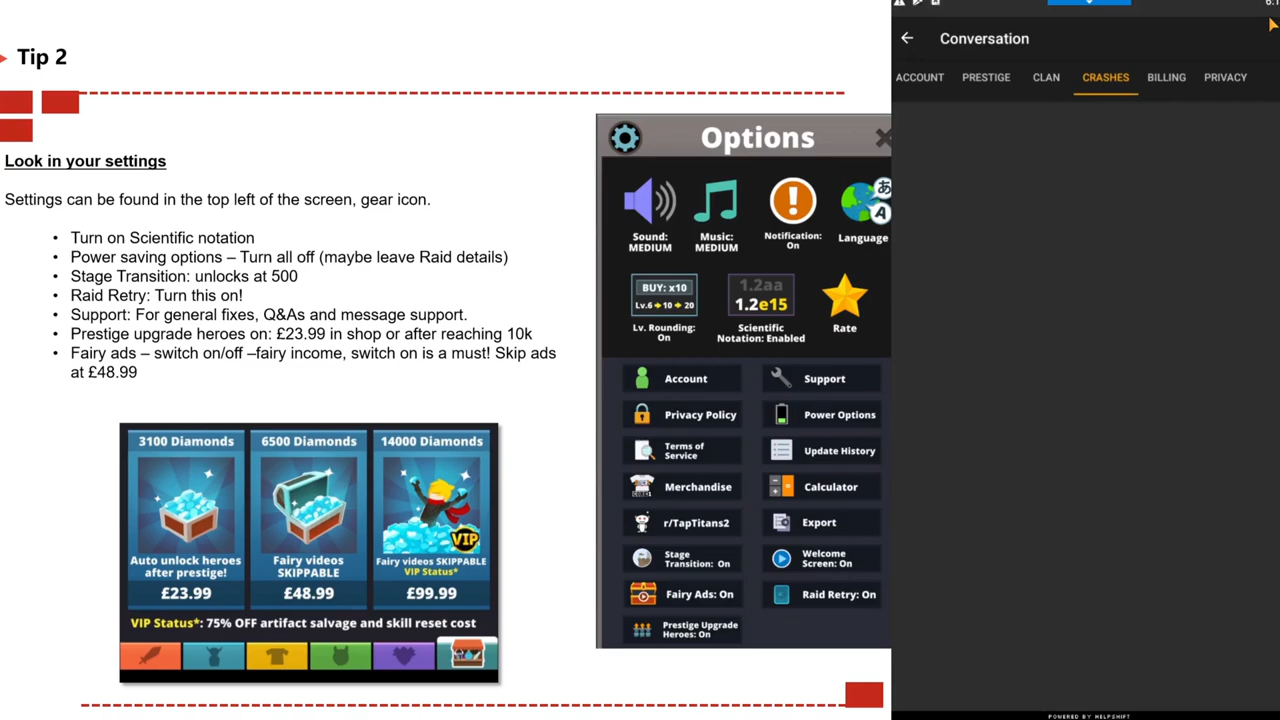 Tip 2
Look in your settings
Settings can be found in the top left of the screen, gear icon.
• Turn on Scientific notation
• Power saving options – Turn all off (maybe leave Raid details)
• Stage Transition: unlocks at 500
• Raid Retry: Turn this on!
• Support: For general fixes, Q&As and message support.
• Prestige upgrade heroes on: £23.99 in shop or after reaching 10k
• Fairy ads – switch on/off –fairy income, switch on is a must! Skip ads
at £48.99
3100 Diamonds
Auto unlock heroes
after prestige!
£23.99
6500 Diamonds
Fairy videos
SKIPPABLE
£48.99
14000 Diamonds
VIP
Fairy videos SKIPPABLE
VIP Status*
£99.99
VIP Status*: 75% OFF artifact salvage and skill reset cost
Options
Sound:
MEDIUM
Music:
MEDIUM
Notification:
On
あ
A
Language
BUY: x10
Lv.6 10 20
Lv. Rounding:
On
1.2aa
1.2e15
Scientific
Notation: Enabled
Rate
Account
Support
Privacy Policy
Power Options
Terms of
Service
Update History
Merchandise
Calculator
r/TapTitans2
Export
Stage
Transition: On
Welcome
Screen: On
Fairy Ads: On
Raid Retry: On
Prestige Upgrade
Heroes: On
Conversation
ACCOUNT
PRESTIGE
CLAN
CRASHES
BILLING
PRIVACY
POWERED BY HELPSHIFT